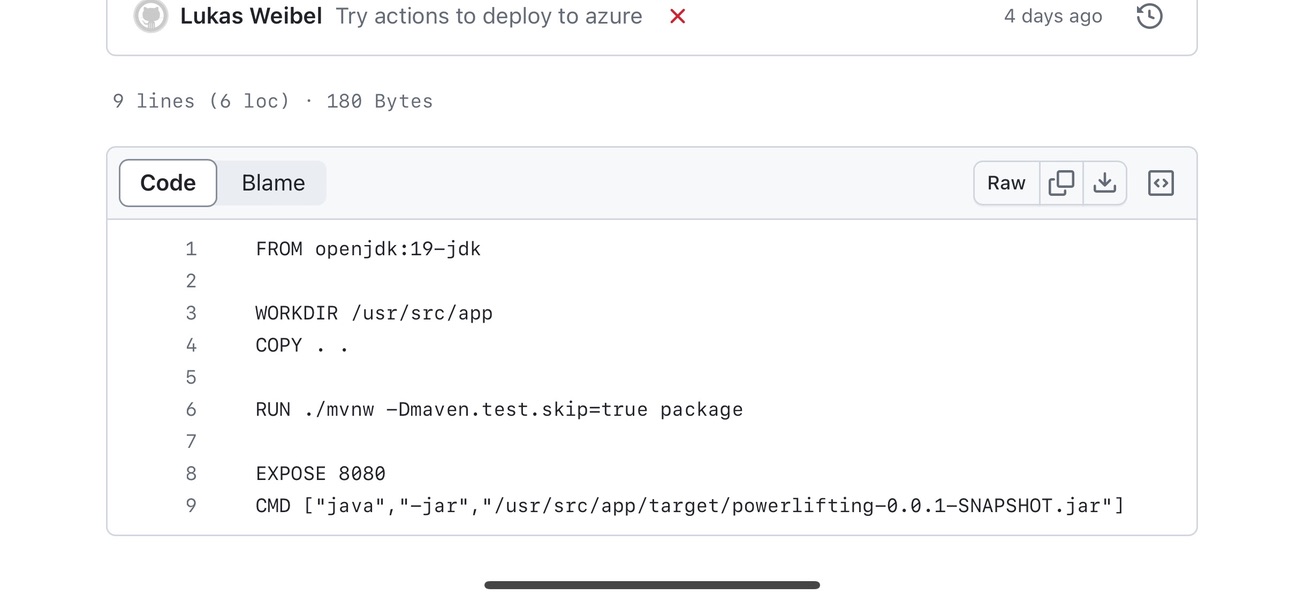 Lukas Weibel Try actions to deploy to azure 4 days ago
9 lines (6 loc) · 180 Bytes
Code Blame Raw
1 FROM openjdk:19-jdk
2
3 WORKDIR /usr/src/app
4 COPY . .
5
6 RUN ./mvnw -Dmaven.test.skip=true package
7
8 EXPOSE 8080
9 CMD ["java","-jar","/usr/src/app/target/powerlifting-0.0.1-SNAPSHOT.jar"]